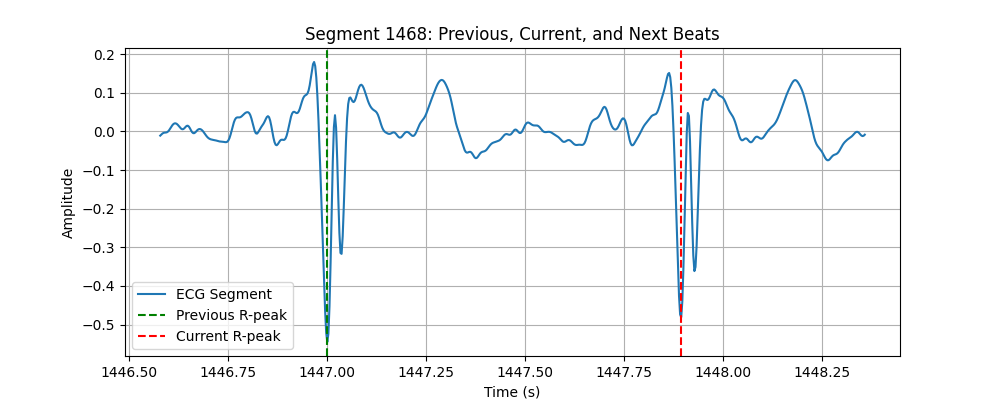 Segment 1468: Previous, Current, and Next Beats
0.2
0.1
0.0
−0.1
−0.2
−0.3
−0.4
−0.5
Amplitude
ECG Segment
Previous R-peak
Current R-peak
1446.50 1446.75 1447.00 1447.25 1447.50 1447.75 1448.00 1448.25
Time (s)